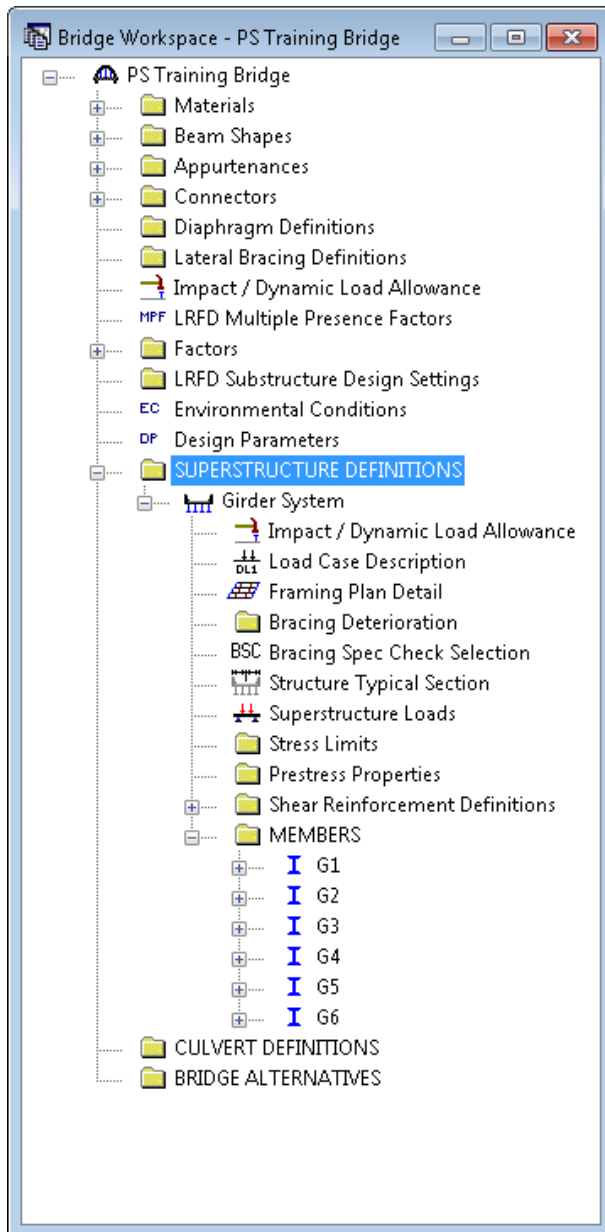 Bridge Workspace - PS Training Bridge
PS Training Bridge
Materials
Beam Shapes
Appurtenances
Connectors
Diaphragm Definitions
Lateral Bracing Definitions
Impact / Dynamic Load Allowance
MPF LRFD Multiple Presence Factors
Factors
LRFD Substructure Design Settings
EC Environmental Conditions
DP Design Parameters
SUPERSTRUCTURE DEFINITIONS
Girder System
Impact / Dynamic Load Allowance
DL1 Load Case Description
Framing Plan Detail
Bracing Deterioration
BSC Bracing Spec Check Selection
Structure Typical Section
Superstructure Loads
Stress Limits
Prestress Properties
Shear Reinforcement Definitions
MEMBERS
G1
G2
G3
G4
G5
G6
CULVERT DEFINITIONS
BRIDGE ALTERNATIVES